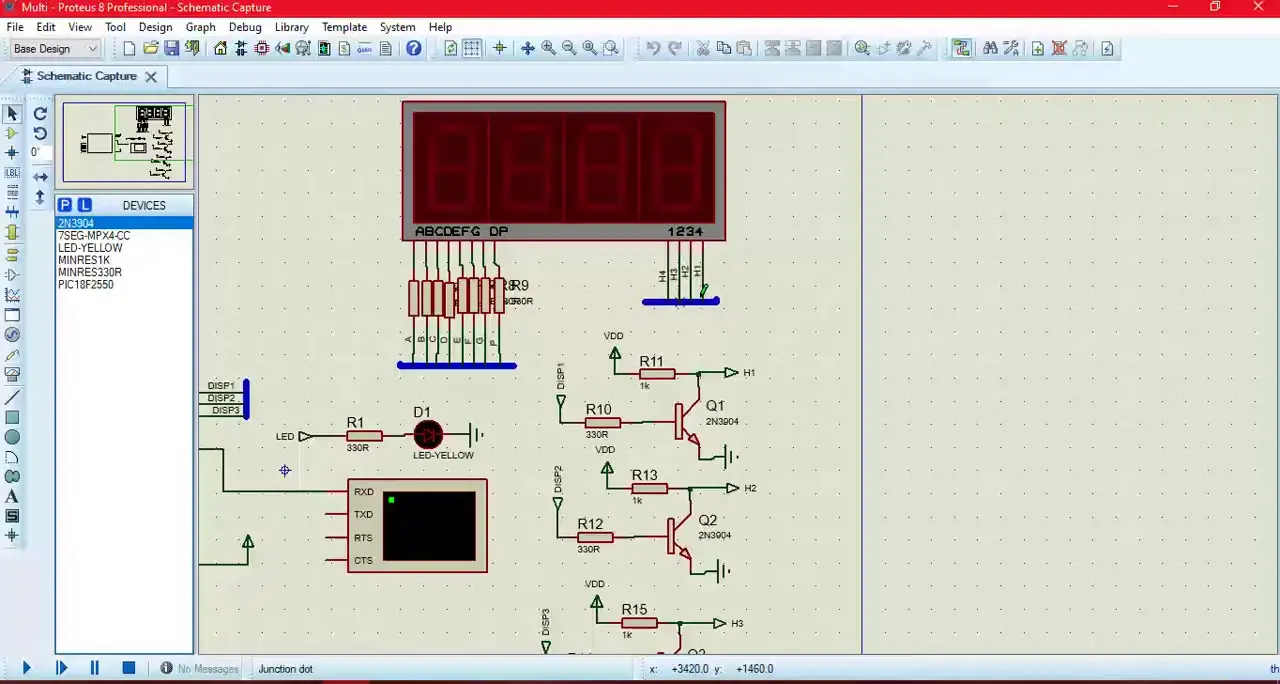 Multi - Proteus 8 Professional - Schematic Capture
File Edit View Tool Design Graph Debug Library Template System Help
Base Design
Schematic Capture
0°
P L DEVICES
2N3904
7SEG-MPX4-CC
LED-YELLOW
MINRES1K
MINRES330R
PIC18F2550
LBL
A
S
ABCDEFG DP
1234
H4
H3
H2
H1
R9
A
B
C
D
E
F
G
P
VDD
R11
1k
H1
DISP1
R10
330R
Q1
2N3904
DISP1
DISP2
DISP3
LED
R1
330R
D1
LED-YELLOW
VDD
R13
1k
H2
DISP2
R12
330R
Q2
2N3904
RXD
TXD
RTS
CTS
VDD
R15
1k
H3
DISP3
No Messages
Junction dot
x: +3420.0 y: +1460.0
th